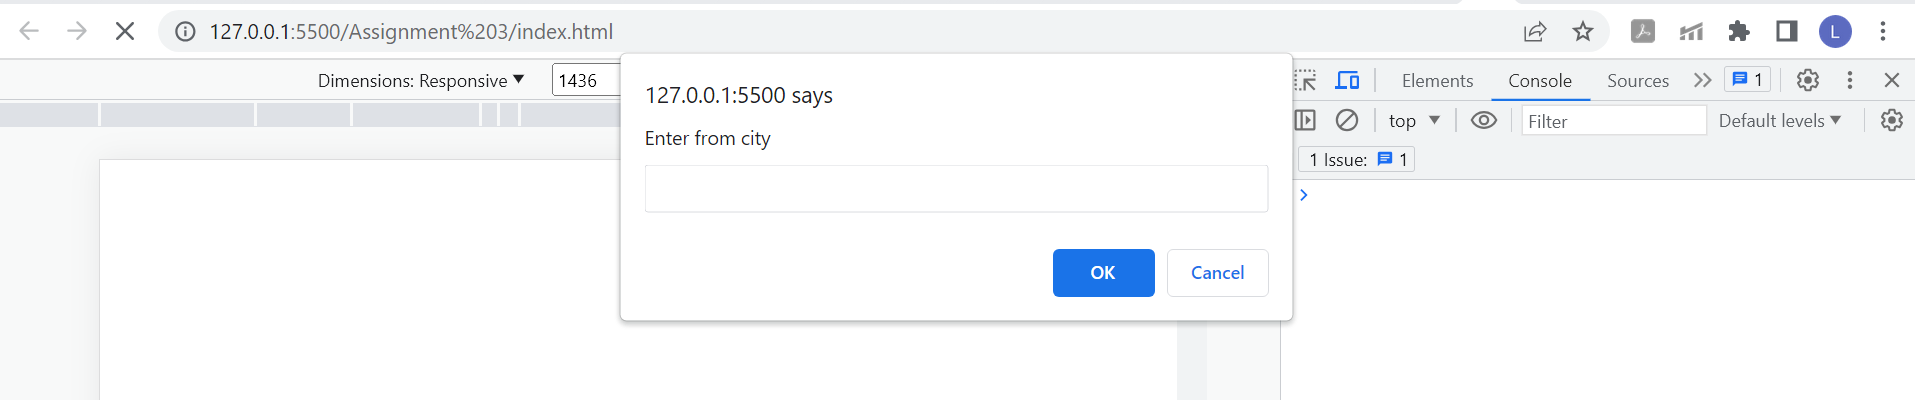 127.0.0.1:5500/Assignment%203/index.html
L
Dimensions: Responsive
1436
127.0.0.1:5500 says
Enter from city
OK
Cancel
Elements
Console
Sources
1
top
Filter
Default levels
1 Issue: 1